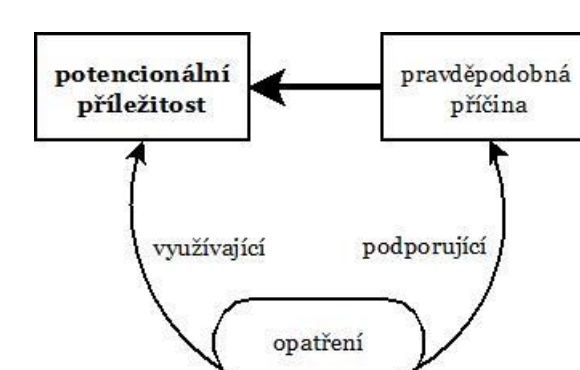 potencionální
příležitost
pravděpodobná
příčina
využívající
podporující
opatření